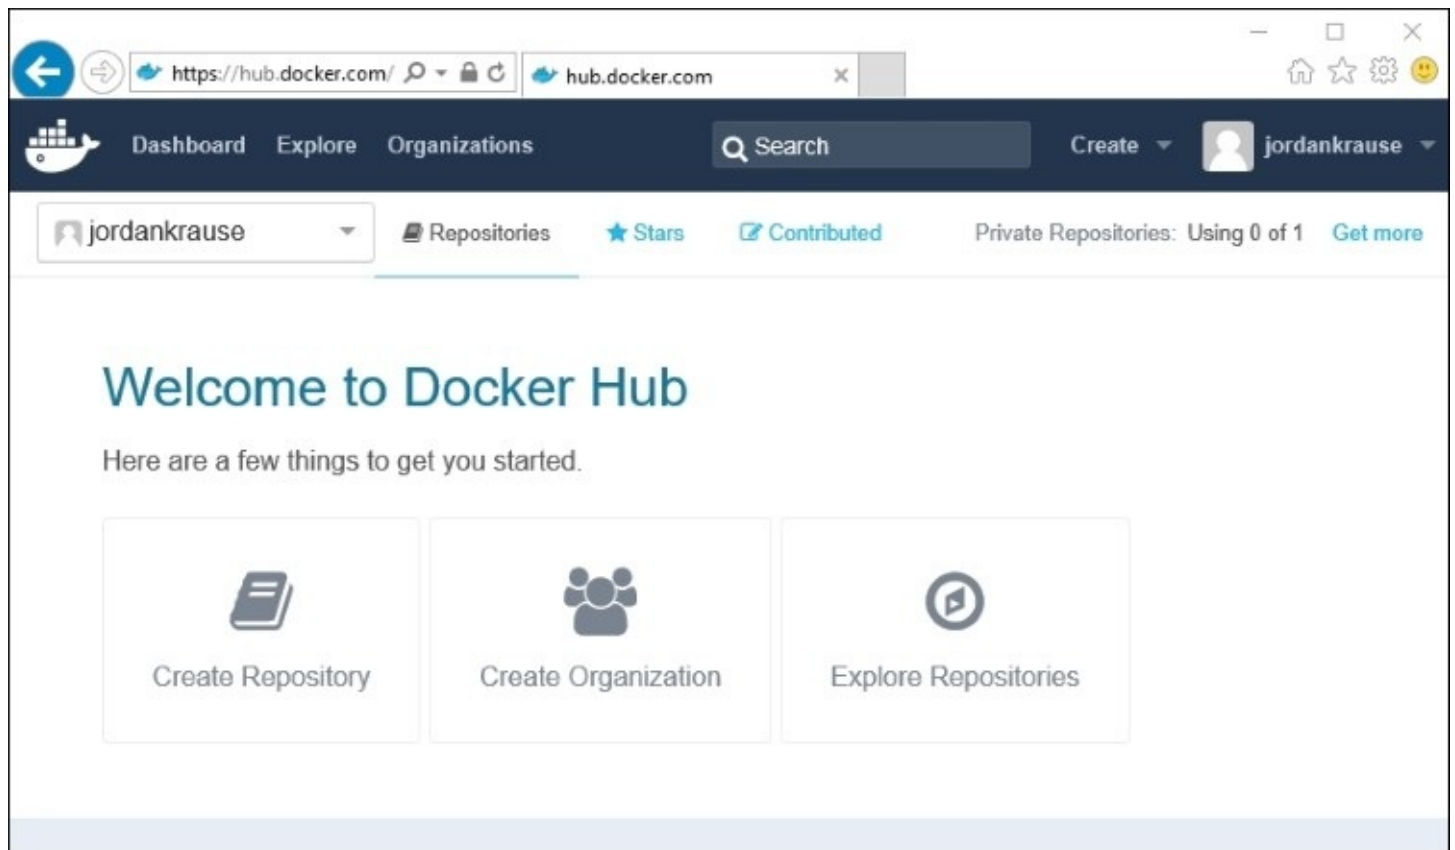 https://hub.docker.com/ hub.docker.com
Dashboard Explore Organizations Search Create jordankrause
jordankrause Repositories Stars Contributed Private Repositories: Using 0 of 1 Get more
Welcome to Docker Hub
Here are a few things to get you started.
Create Repository Create Organization Explore Repositories